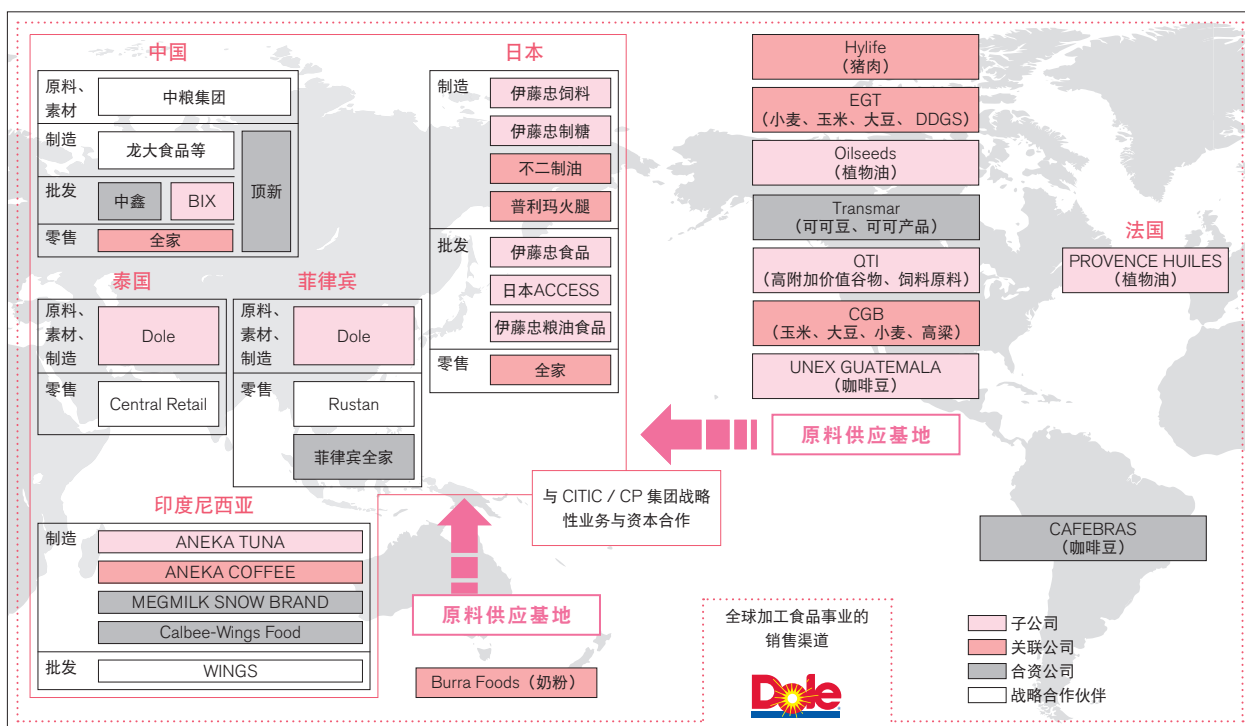 中国
原料、
素材
中粮集团
制造
龙大食品等
顶新
批发
中鑫
BIX
零售
全家
泰国
原料、
素材、
制造
Dole
零售
Central Retail
菲律宾
原料、
素材、
制造
Dole
零售
Rustan
菲律宾全家
日本
制造
伊藤忠饲料
伊藤忠制糖
不二制油
普利玛火腿
批发
伊藤忠食品
日本ACCESS
伊藤忠粮油食品
零售
全家
印度尼西亚
制造
ANEKA TUNA
ANEKA COFFEE
MEGMILK SNOW BRAND
Calbee-Wings Food
批发
WINGS
Hylife
（猪肉）
EGT
（小麦、玉米、大豆、DDGS）
Oilseeds
（植物油）
Transmar
（可可豆、可可产品）
QTI
（高附加价值谷物、饲料原料）
CGB
（玉米、大豆、小麦、高粱）
UNEX GUATEMALA
（咖啡豆）
法国
PROVENCE HUILES
（植物油）
原料供应基地
与 CITIC / CP 集团战略
性业务与资本合作
CAFEBRAS
（咖啡豆）
原料供应基地
Burra Foods（奶粉）
全球加工食品事业的
销售渠道
Dole
子公司
关联公司
合资公司
战略合作伙伴